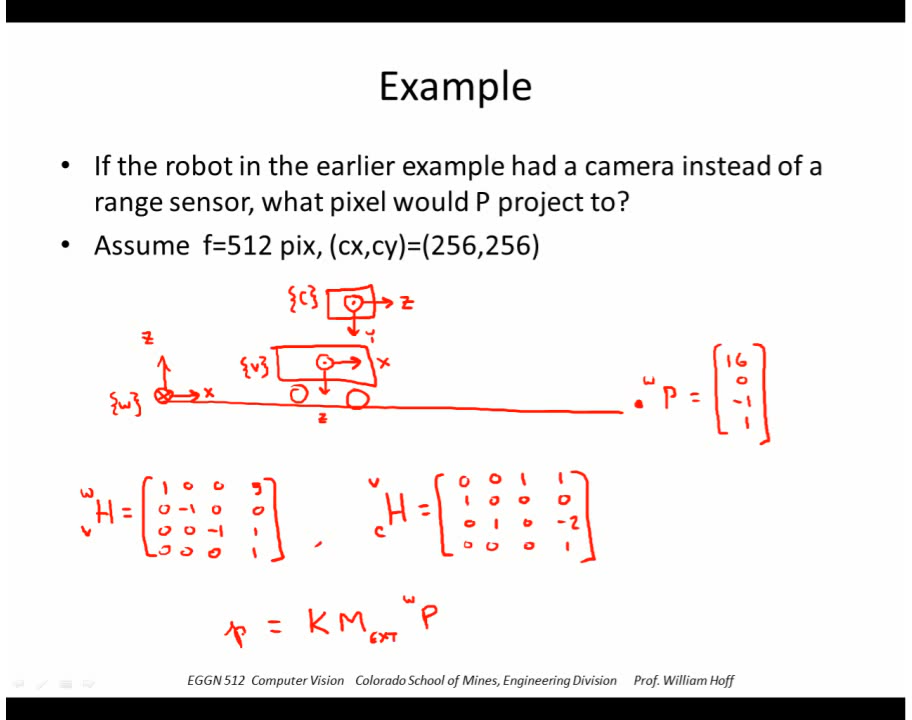 Example
• If the robot in the earlier example had a camera instead of a
range sensor, what pixel would P project to?
• Assume f=512 pix, (cx,cy)=(256,256)
{C} Z
Y
Z {V} X
{W} X
Z
W P = [16 0 -1 1]
W V H = [1 0 0 5
0 -1 0 0
0 0 -1 1
0 0 0 1],
V C H = [0 0 1 1
1 0 0 0
0 1 0 -2
0 0 0 1]
p = K M EXT W P
EGGN 512 Computer Vision Colorado School of Mines, Engineering Division Prof. William Hoff